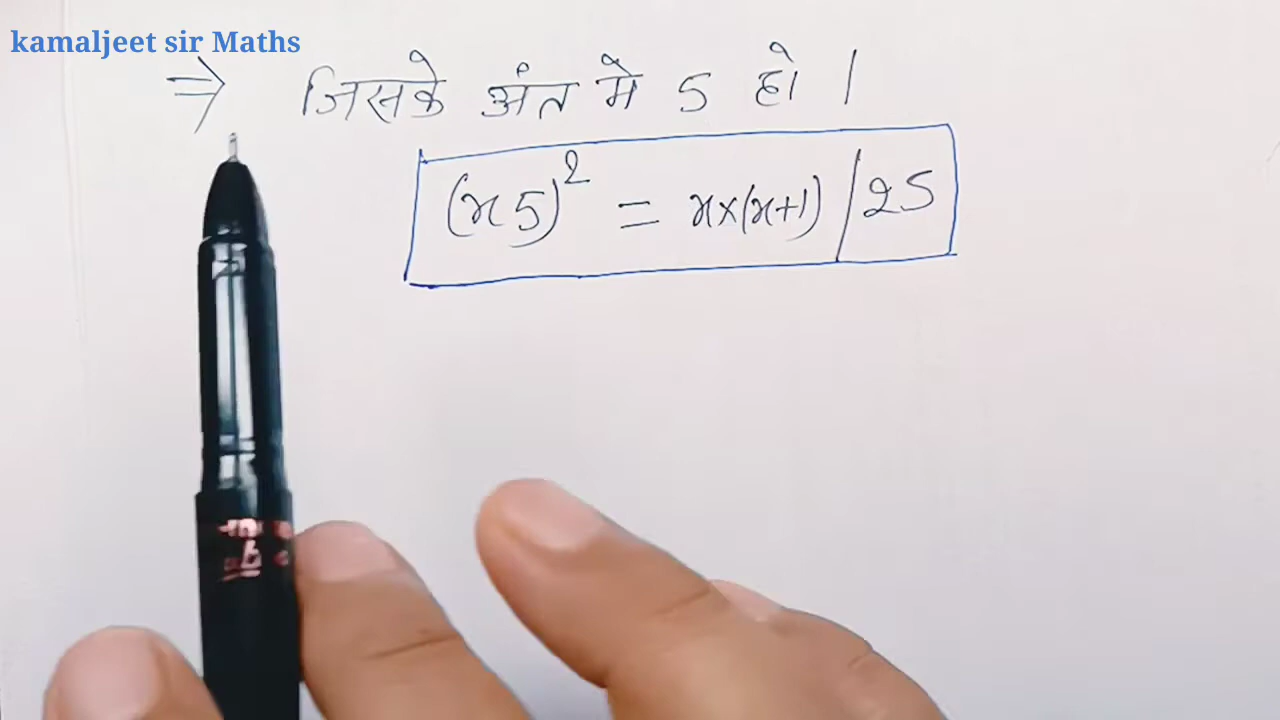 kamaljeet sir Maths
⇒ जिसके अंत मे 5 हो ।
(x5)² = x×(x+1) / 25